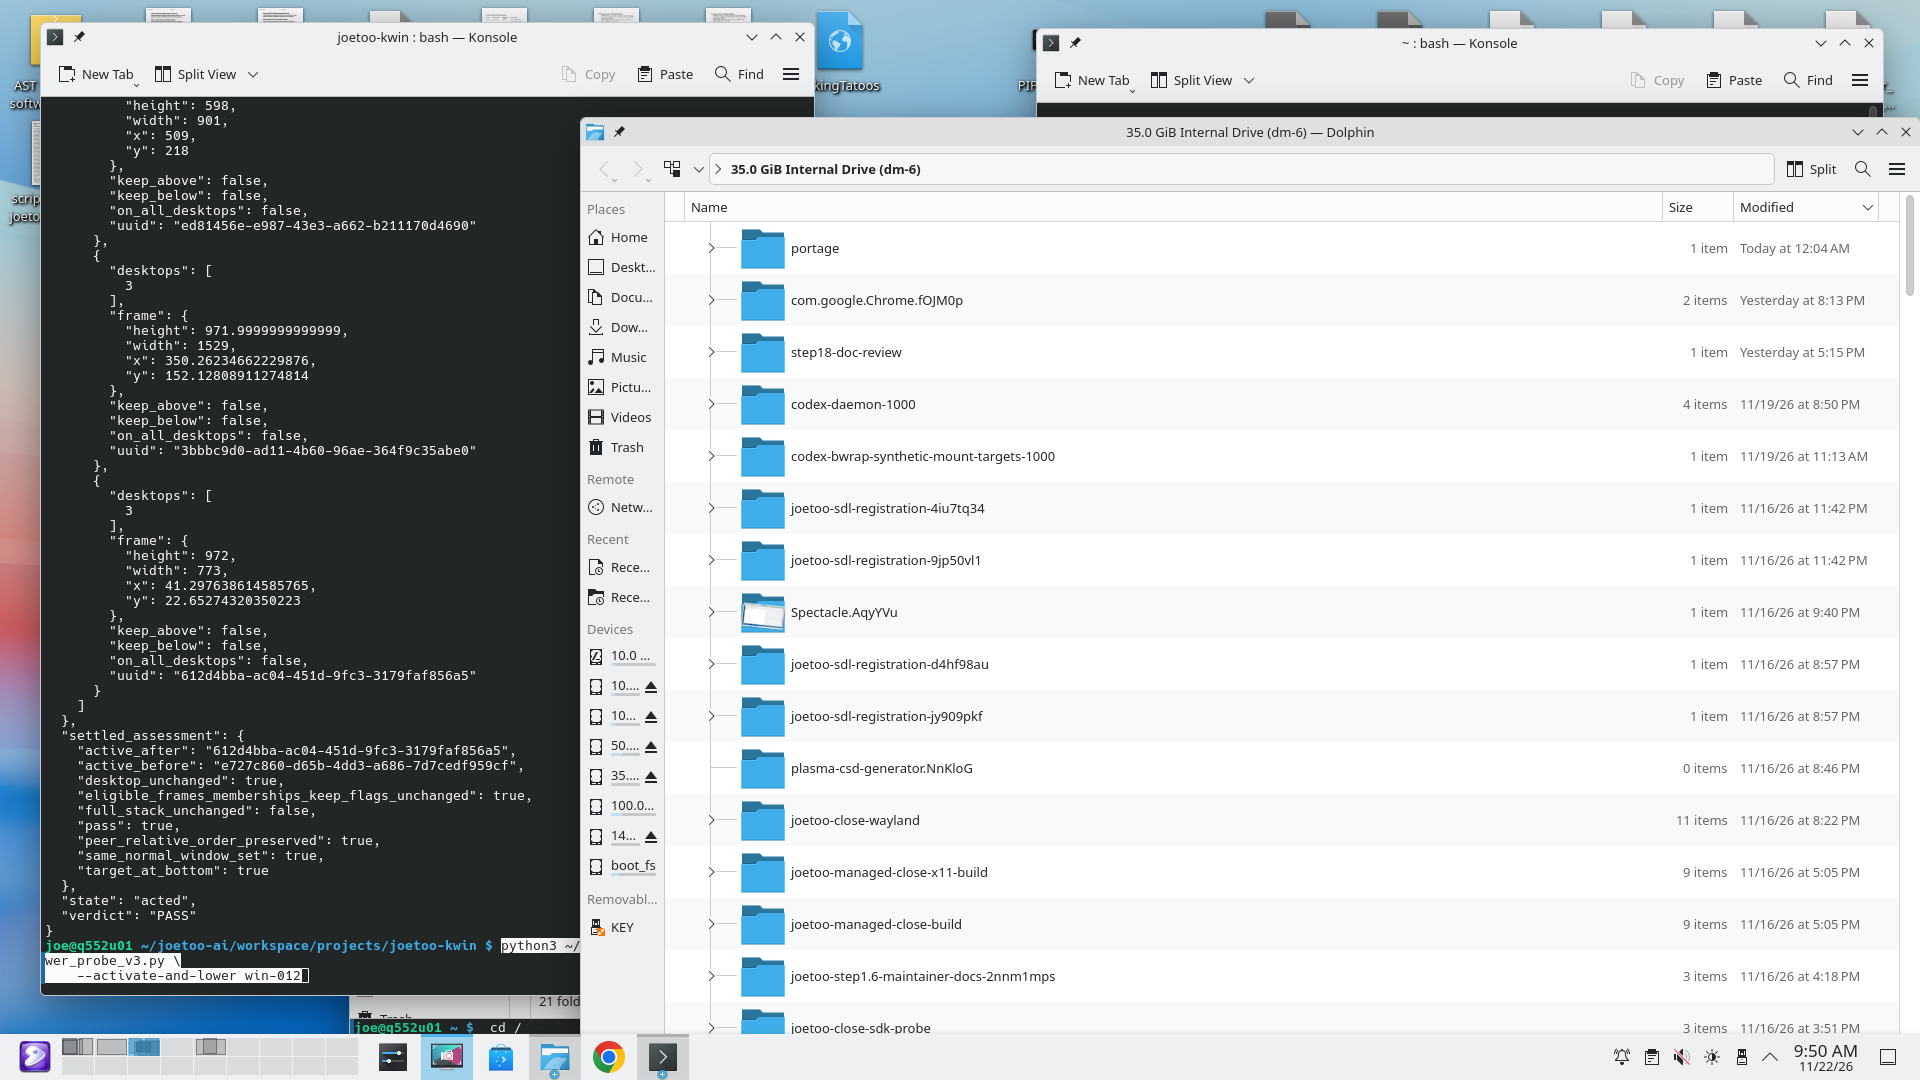 AST
softw
scrip
joeto
kingTatoos
PIF
joetoo-kwin : bash — Konsole
New Tab
Split View
Copy
Paste
Find
"height": 598,
"width": 901,
"x": 509,
"y": 218
},
"keep_above": false,
"keep_below": false,
"on_all_desktops": false,
"uuid": "ed81456e-e987-43e3-a662-b211170d4690"
},
{
"desktops": [
3
],
"frame": {
"height": 971.9999999999999,
"width": 1529,
"x": 350.26234662229876,
"y": 152.12808911274814
},
"keep_above": false,
"keep_below": false,
"on_all_desktops": false,
"uuid": "3bbbc9d0-ad11-4b60-96ae-364f9c35abe0"
},
{
"desktops": [
3
],
"frame": {
"height": 972,
"width": 773,
"x": 41.297638614585765,
"y": 22.65274320350223
},
"keep_above": false,
"keep_below": false,
"on_all_desktops": false,
"uuid": "612d4bba-ac04-451d-9fc3-3179faf856a5"
}
]
},
"settled_assessment": {
"active_after": "612d4bba-ac04-451d-9fc3-3179faf856a5",
"active_before": "e727c860-d65b-4dd3-a686-7d7cedf959cf",
"desktop_unchanged": true,
"eligible_frames_memberships_keep_flags_unchanged": true,
"full_stack_unchanged": false,
"pass": true,
"peer_relative_order_preserved": true,
"same_normal_window_set": true,
"target_at_bottom": true
},
"state": "acted",
"verdict": "PASS"
}
joe@q552u01 ~/joetoo-ai/workspace/projects/joetoo-kwin $ python3 ~/
wer_probe_v3.py \
--activate-and-lower win-012
21 fold
joe@q552u01 ~ $ cd /
~ : bash — Konsole
New Tab
Split View
Copy
Paste
Find
35.0 GiB Internal Drive (dm-6) — Dolphin
35.0 GiB Internal Drive (dm-6)
Split
Places
Home
Deskt...
Docu...
Dow...
Music
Pictu...
Videos
Trash
Remote
Netw...
Recent
Rece...
Rece...
Devices
10.0 ...
10....
10...
50....
35....
100.0...
14...
boot_fs
Removabl...
KEY
Name Size Modified
portage 1 item Today at 12:04 AM
com.google.Chrome.fOJM0p 2 items Yesterday at 8:13 PM
step18-doc-review 1 item Yesterday at 5:15 PM
codex-daemon-1000 4 items 11/19/26 at 8:50 PM
codex-bwrap-synthetic-mount-targets-1000 1 item 11/19/26 at 11:13 AM
joetoo-sdl-registration-4iu7tq34 1 item 11/16/26 at 11:42 PM
joetoo-sdl-registration-9jp50vl1 1 item 11/16/26 at 11:42 PM
Spectacle.AqyYVu 1 item 11/16/26 at 9:40 PM
joetoo-sdl-registration-d4hf98au 1 item 11/16/26 at 8:57 PM
joetoo-sdl-registration-jy909pkf 1 item 11/16/26 at 8:57 PM
plasma-csd-generator.NnKloG 0 items 11/16/26 at 8:46 PM
joetoo-close-wayland 11 items 11/16/26 at 8:22 PM
joetoo-managed-close-x11-build 9 items 11/16/26 at 5:05 PM
joetoo-managed-close-build 9 items 11/16/26 at 5:05 PM
joetoo-step1.6-maintainer-docs-2nnm1mps 3 items 11/16/26 at 4:18 PM
joetoo-close-sdk-probe 3 items 11/16/26 at 3:51 PM
9:50 AM
11/22/26